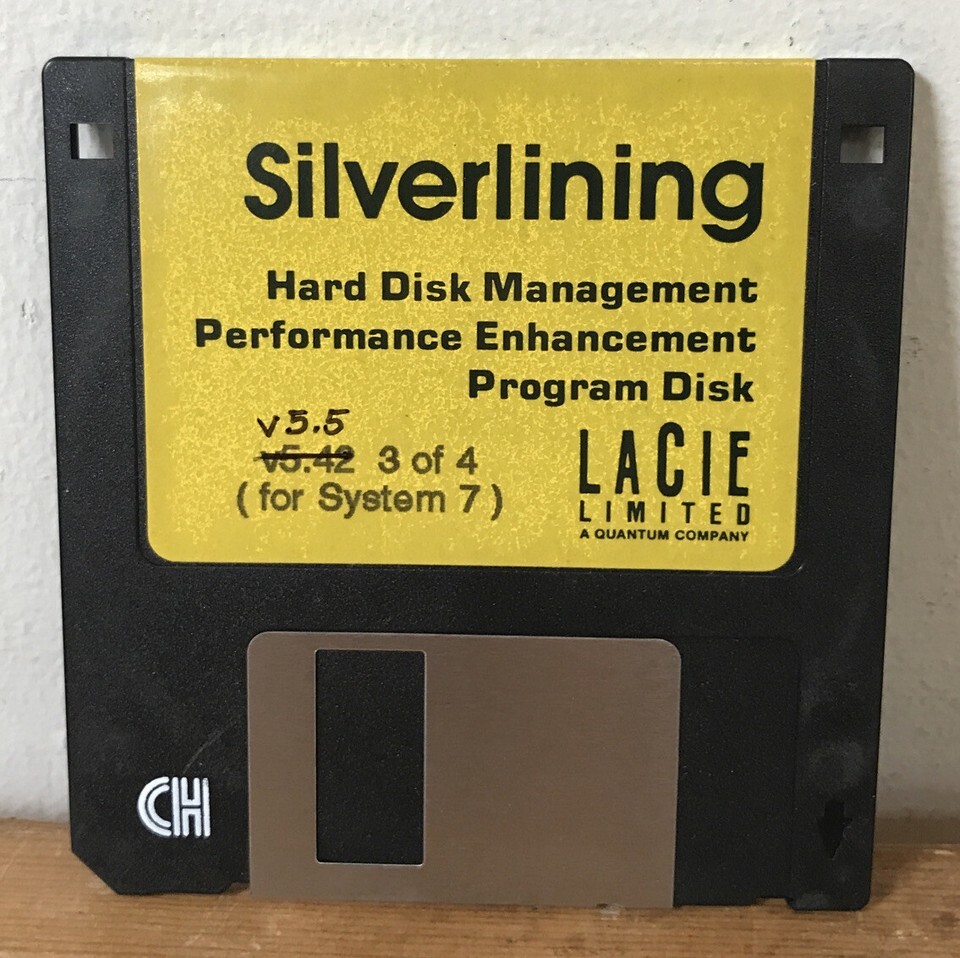 Silverlining
Hard Disk Management
Performance Enhancement
Program Disk
v5.5
v5.42 3 of 4
( for System 7 )
LACIE
LIMITED
A QUANTUM COMPANY
CH